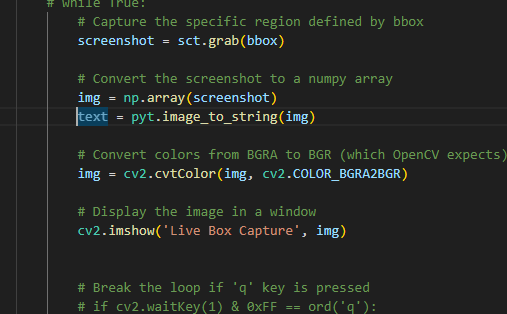 # while True:
# Capture the specific region defined by bbox
screenshot = sct.grab(bbox)
# Convert the screenshot to a numpy array
img = np.array(screenshot)
text = pyt.image_to_string(img)
# Convert colors from BGRA to BGR (which OpenCV expects)
img = cv2.cvtColor(img, cv2.COLOR_BGRA2BGR)
# Display the image in a window
cv2.imshow('Live Box Capture', img)
# Break the loop if 'q' key is pressed
# if cv2.waitKey(1) & 0xFF == ord('q'):